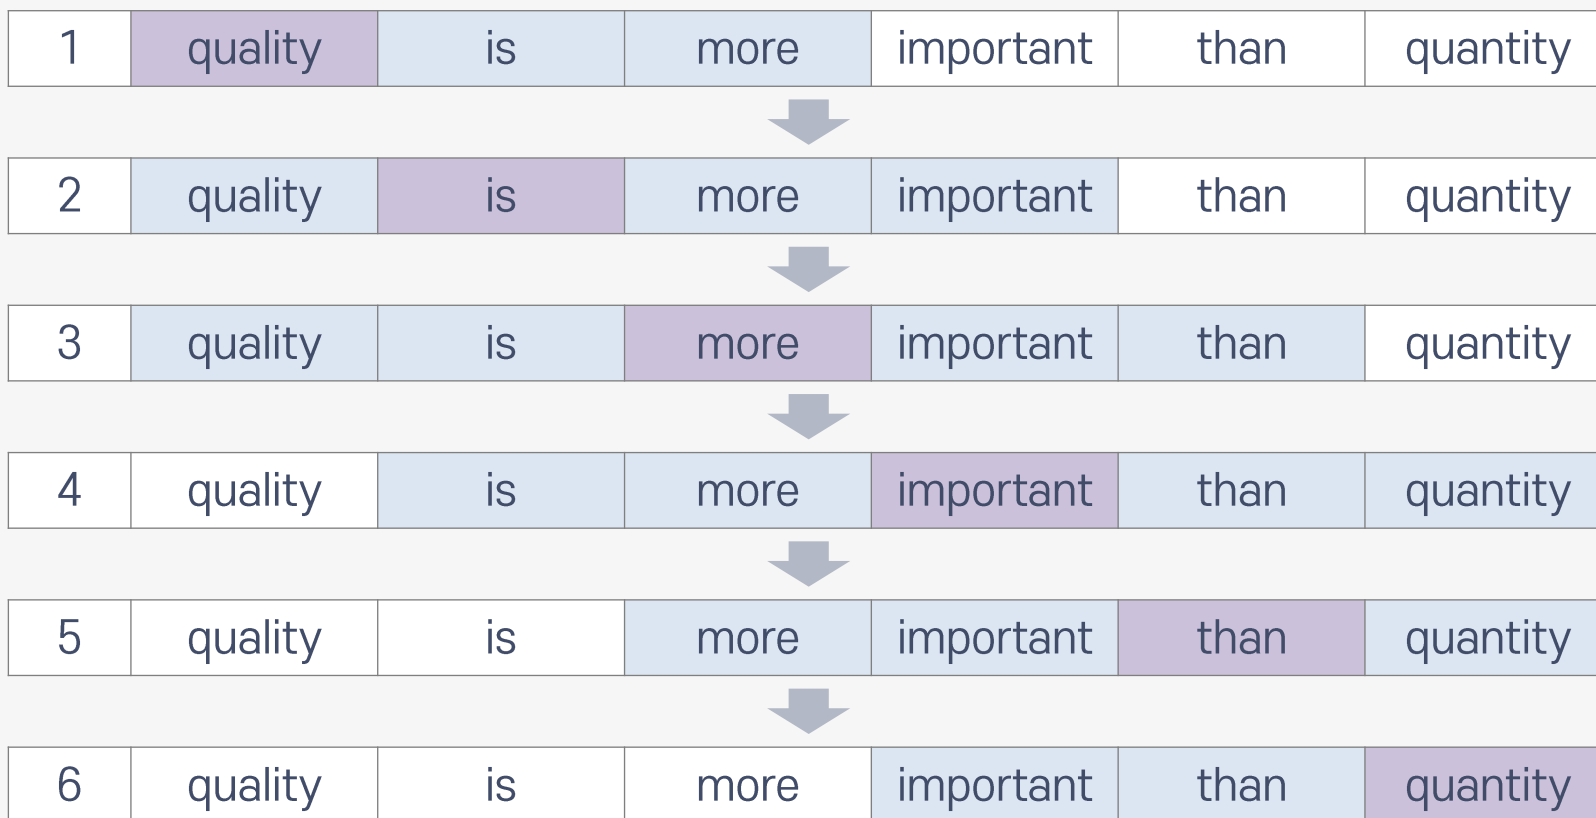 1 quality is more important than quantity
2 quality is more important than quantity
3 quality is more important than quantity
4 quality is more important than quantity
5 quality is more important than quantity
6 quality is more important than quantity